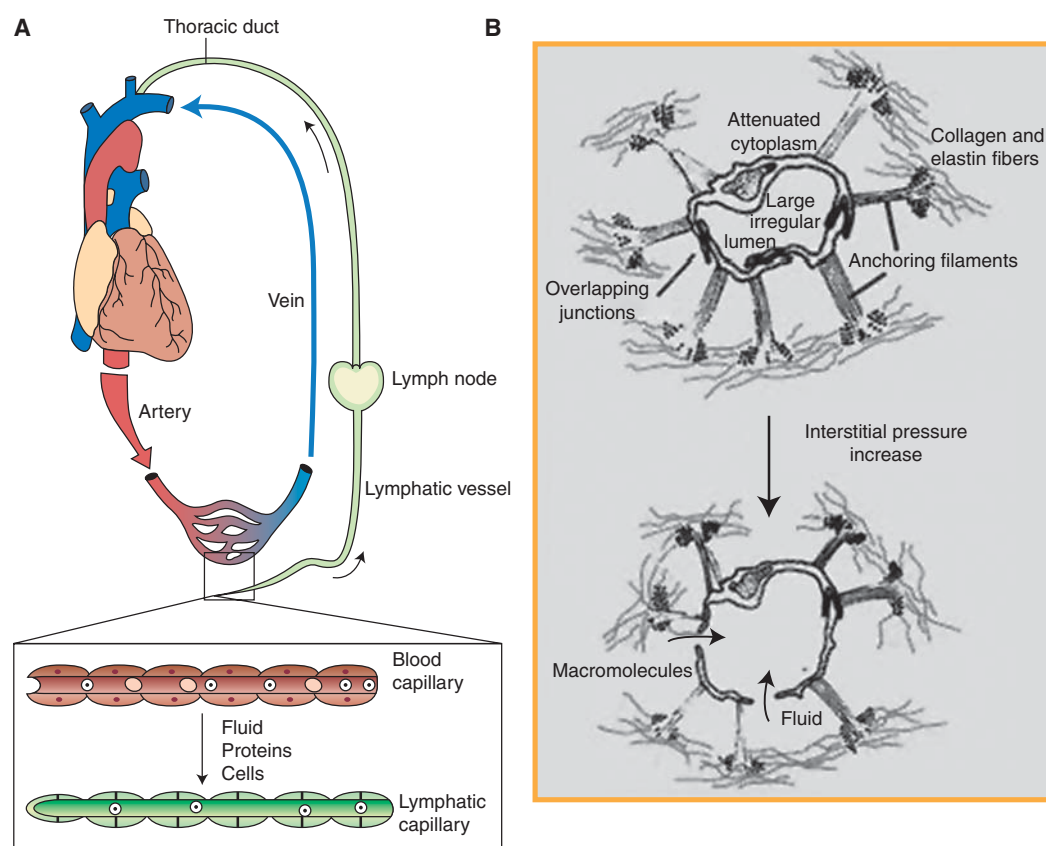 A
Thoracic duct
Vein
Lymph node
Artery
Lymphatic vessel
Blood
capillary
Fluid
Proteins
Cells
Lymphatic
capillary
B
Attenuated
cytoplasm
Collagen and
elastin fibers
Large
irregular
lumen
Anchoring filaments
Overlapping
junctions
Interstitial pressure
increase
Macromolecules
Fluid